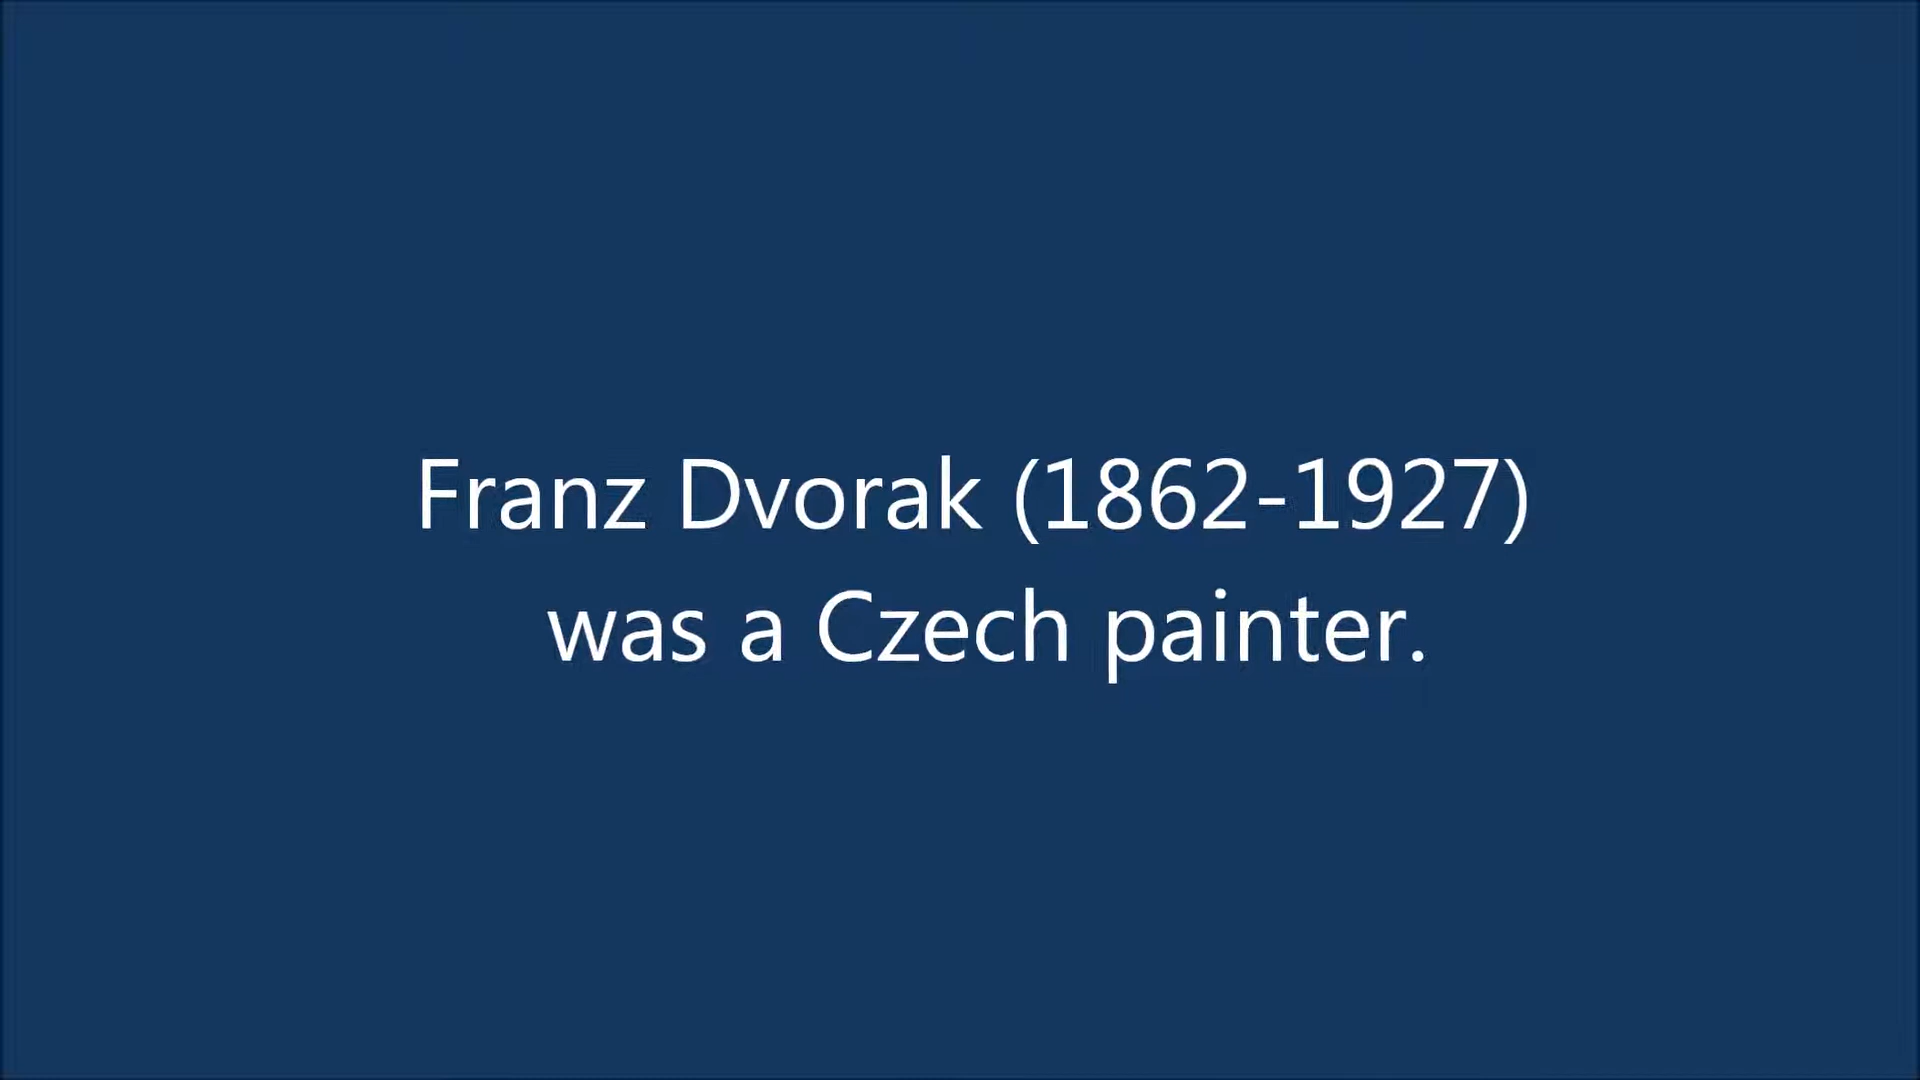 Franz Dvorak (1862-1927)
was a Czech painter.